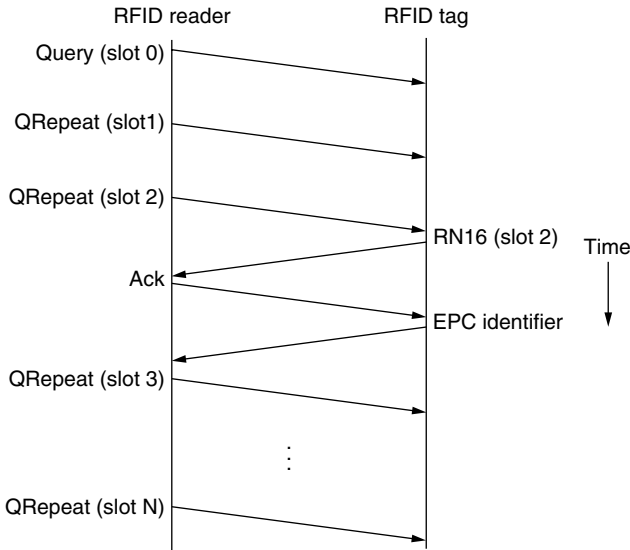 RFID reader
RFID tag
Query (slot 0)
QRepeat (slot1)
QRepeat (slot 2)
RN16 (slot 2)
Time
Ack
EPC identifier
QRepeat (slot 3)
⋮
QRepeat (slot N)